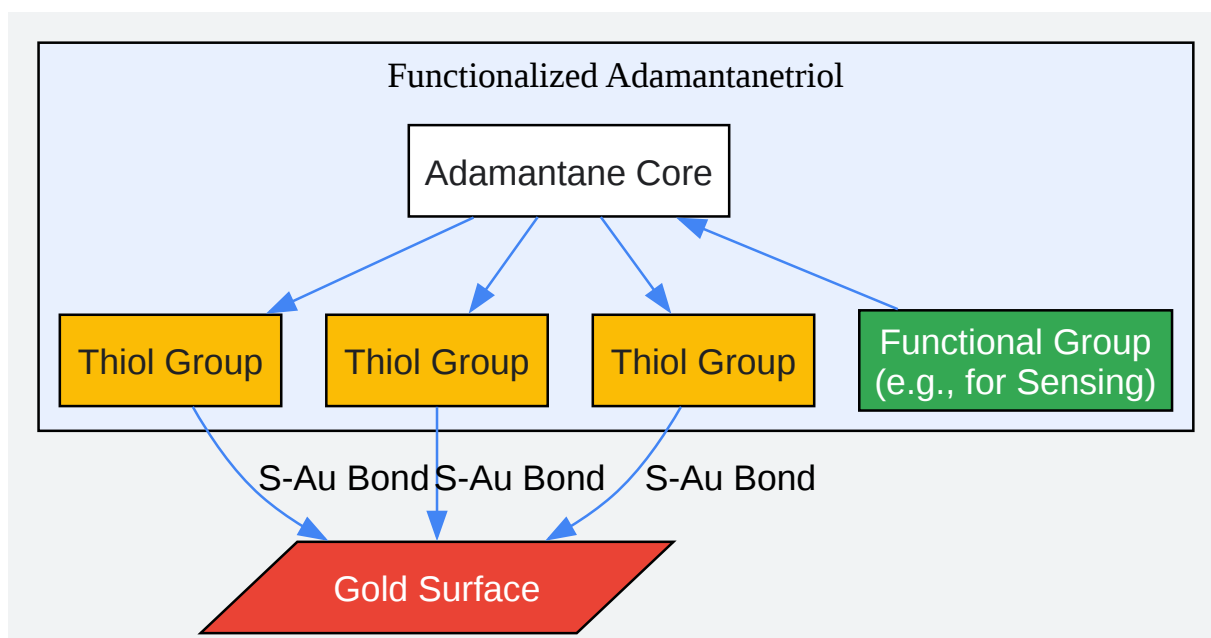 Functionalized Adamantanetriol
Adamantane Core
Thiol Group
Thiol Group
Thiol Group
Functional Group
(e.g., for Sensing)
S-Au Bond
S-Au Bond
S-Au Bond
Gold Surface